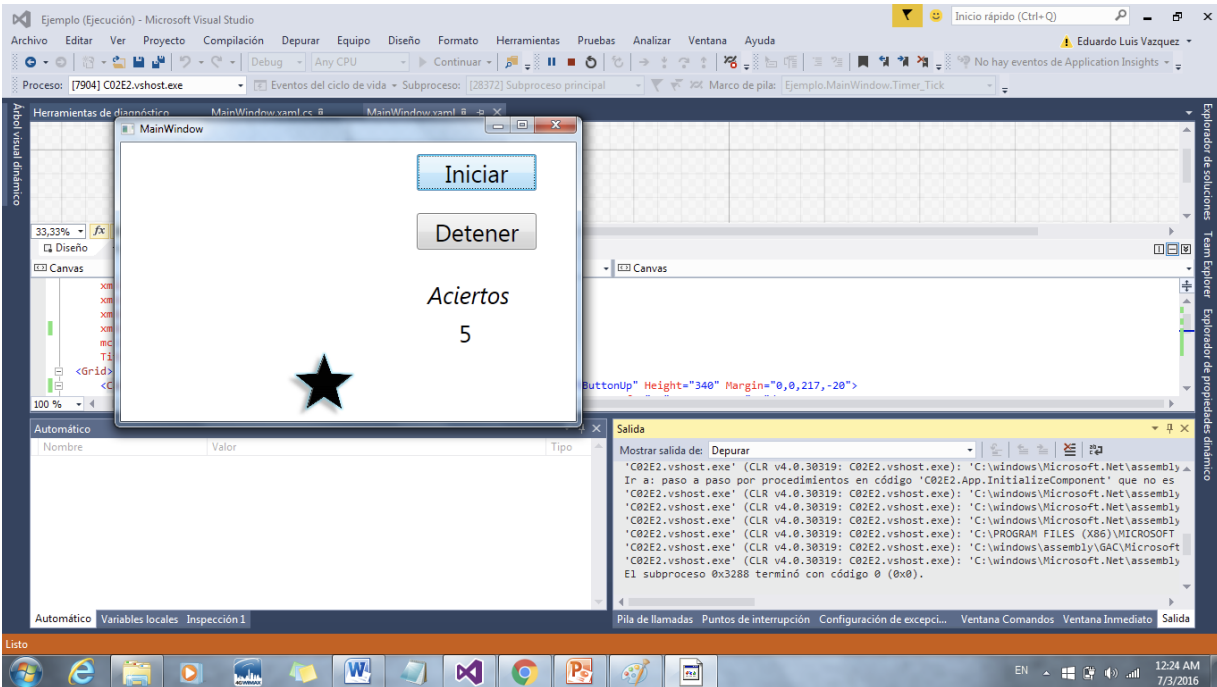 Ejemplo (Ejecución) - Microsoft Visual Studio
Inicio rápido (Ctrl+Q)
Archivo Editar Ver Proyecto Compilación Depurar Equipo Diseño Formato Herramientas Pruebas Analizar Ventana Ayuda
Eduardo Luis Vazquez
Debug Any CPU Continuar No hay eventos de Application Insights
Proceso: [7904] C02E2.vshost.exe Eventos del ciclo de vida Subproceso: [28372] Subproceso principal Marco de pila: Ejemplo.MainWindow.Timer_Tick
Árbol visual dinámico
Herramientas de diagnóstico MainWindow.xaml.cs MainWindow.xaml
MainWindow
Iniciar
Detener
Aciertos
5
33,33% fx
Diseño
Canvas
Canvas
xm
xm
xm
xm
mc
Ti
<Grid>
<C
ButtonUp" Height="340" Margin="0,0,217,-20">
100 %
Explorador de soluciones
Team Explorer
Explorador de propiedades dinámico
Automático
Nombre Valor Tipo
Automático Variables locales Inspección 1
Salida
Mostrar salida de: Depurar
'C02E2.vshost.exe' (CLR v4.0.30319: C02E2.vshost.exe): 'C:\windows\Microsoft.Net\assembly
Ir a: paso a paso por procedimientos en código 'C02E2.App.InitializeComponent' que no es
'C02E2.vshost.exe' (CLR v4.0.30319: C02E2.vshost.exe): 'C:\windows\Microsoft.Net\assembly
'C02E2.vshost.exe' (CLR v4.0.30319: C02E2.vshost.exe): 'C:\windows\Microsoft.Net\assembly
'C02E2.vshost.exe' (CLR v4.0.30319: C02E2.vshost.exe): 'C:\windows\Microsoft.Net\assembly
'C02E2.vshost.exe' (CLR v4.0.30319: C02E2.vshost.exe): 'C:\PROGRAM FILES (X86)\MICROSOFT
'C02E2.vshost.exe' (CLR v4.0.30319: C02E2.vshost.exe): 'C:\windows\assembly\GAC\Microsoft
'C02E2.vshost.exe' (CLR v4.0.30319: C02E2.vshost.exe): 'C:\windows\Microsoft.Net\assembly
El subproceso 0x3288 terminó con código 0 (0x0).
Pila de llamadas Puntos de interrupción Configuración de excepci... Ventana Comandos Ventana Inmediato Salida
Listo
EN
12:24 AM
7/3/2016